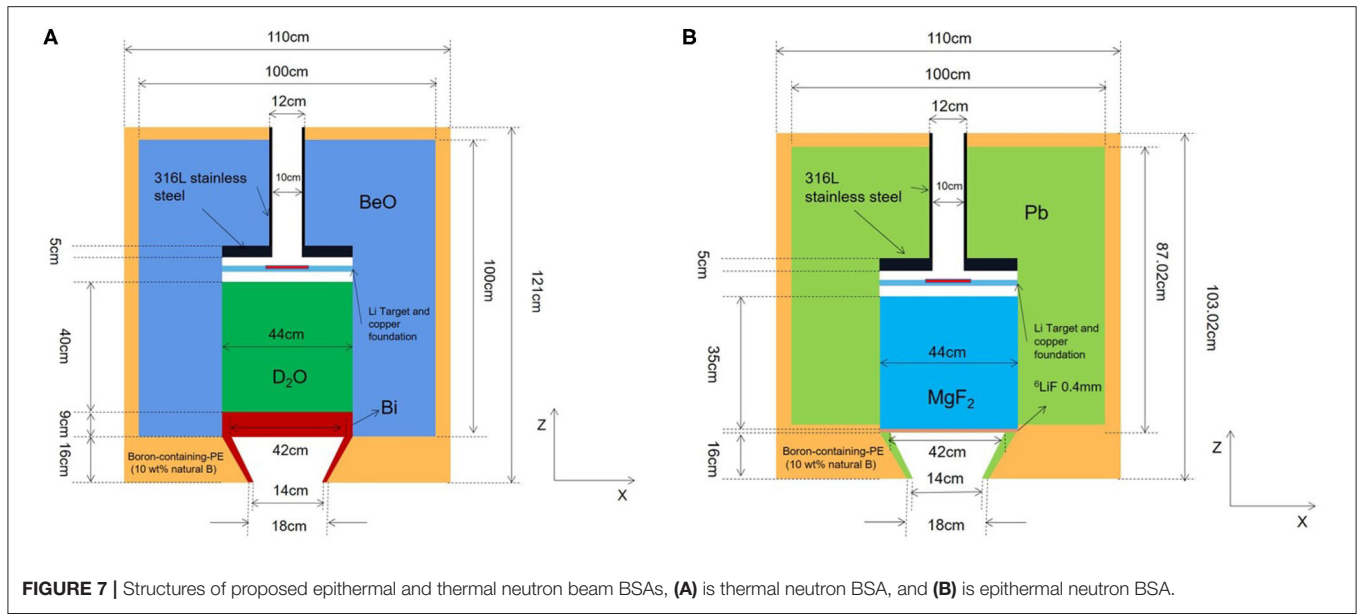 A
110cm
100cm
12cm
10cm
316L stainless
steel
BeO
5cm
Li Target and
copper
foundation
100cm
121cm
40cm
44cm
D₂O
Bi
9cm
16cm
Boron-containing-PE
(10 wt% natural B)
42cm
14cm
18cm
Z
X
B
110cm
100cm
12cm
10cm
316L
stainless steel
Pb
5cm
Li Target and
copper
foundation
87.02cm
103.02cm
35cm
44cm
MgF₂
⁶LiF 0.4mm
16cm
Boron-containing-PE
(10 wt% natural B)
42cm
14cm
18cm
Z
X
FIGURE 7 | Structures of proposed epithermal and thermal neutron beam BSAs, (A) is thermal neutron BSA, and (B) is epithermal neutron BSA.